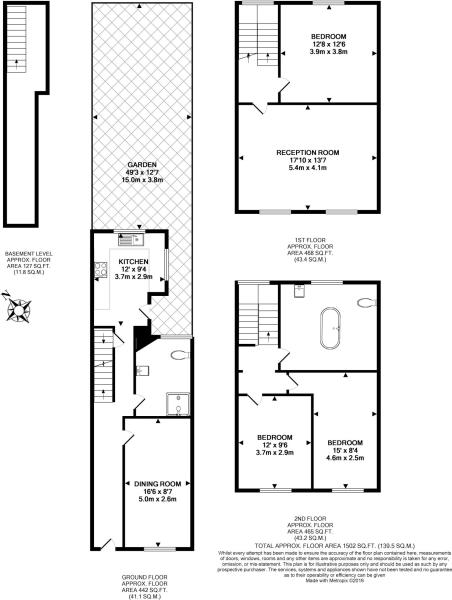 BASEMENT LEVEL
APPROX. FLOOR
AREA 127 SQ.FT.
(11.8 SQ.M.)
N
GARDEN
49'3 x 12'7
15.0m x 3.8m
KITCHEN
12' x 9'4
3.7m x 2.9m
DINING ROOM
16'6 x 8'7
5.0m x 2.6m
GROUND FLOOR
APPROX. FLOOR
AREA 442 SQ.FT.
(41.1 SQ.M.)
BEDROOM
12'8 x 12'6
3.9m x 3.8m
RECEPTION ROOM
17'10 x 13'7
5.4m x 4.1m
1ST FLOOR
APPROX. FLOOR
AREA 468 SQ.FT.
(43.4 SQ.M.)
BEDROOM
12' x 9'6
3.7m x 2.9m
BEDROOM
15' x 8'4
4.6m x 2.5m
2ND FLOOR
APPROX. FLOOR
AREA 465 SQ.FT.
(43.2 SQ.M.)
TOTAL APPROX. FLOOR AREA 1502 SQ.FT. (139.5 SQ.M.)
Whilst every attempt has been made to ensure the accuracy of the floor plan contained here, measurements
of doors, windows, rooms and any other items are approximate and no responsibility is taken for any error,
omission, or mis-statement. This plan is for illustrative purposes only and should be used as such by any
prospective purchaser. The services, systems and appliances shown have not been tested and no guarantee
as to their operability or efficiency can be given
Made with Metropix ©2016